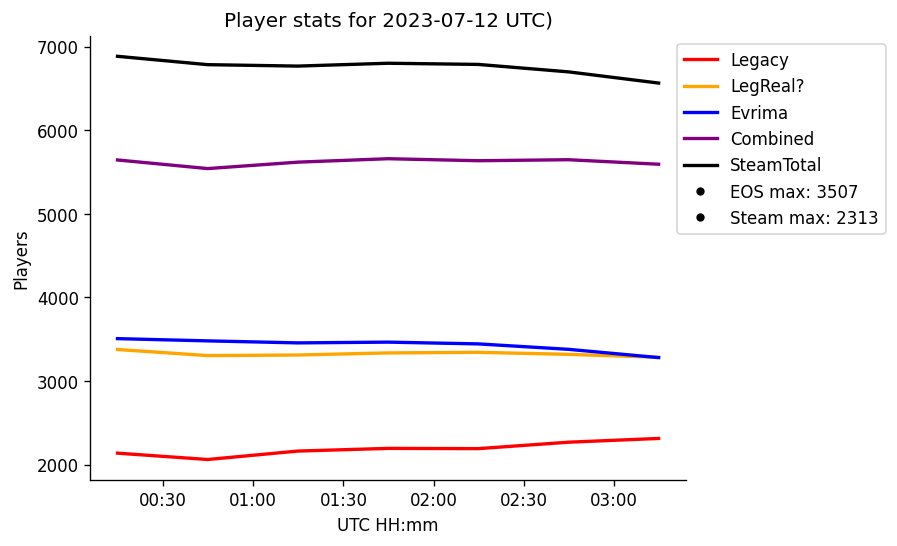 Player stats for 2023-07-12 UTC)
7000
6000
5000
4000
3000
2000
Players
00:30 01:00 01:30 02:00 02:30 03:00
UTC HH:mm
Legacy
LegReal?
Evrima
Combined
SteamTotal
EOS max: 3507
Steam max: 2313